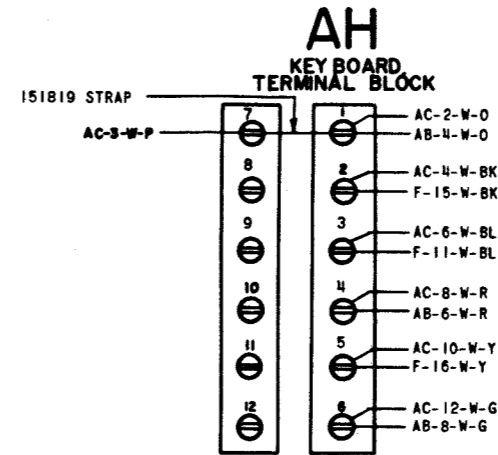 AH
KEY BOARD
TERMINAL BLOCK
151819 STRAP
AC-3-W-P
7
8
9
10
11
12
1
2
3
4
5
6
AC-2-W-O
AB-4-W-O
AC-4-W-BK
F-15-W-BK
AC-6-W-BL
F-11-W-BL
AC-8-W-R
AB-6-W-R
AC-10-W-Y
F-16-W-Y
AC-12-W-G
AB-8-W-G